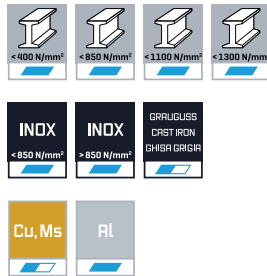 <400 N/mm²
<850 N/mm²
<1100 N/mm²
<1300 N/mm²
INOX
<850 N/mm²
INOX
>850 N/mm²
GRAUGUSS
CAST IRON
GHISA GRIGIA
Cu, Ms
Al